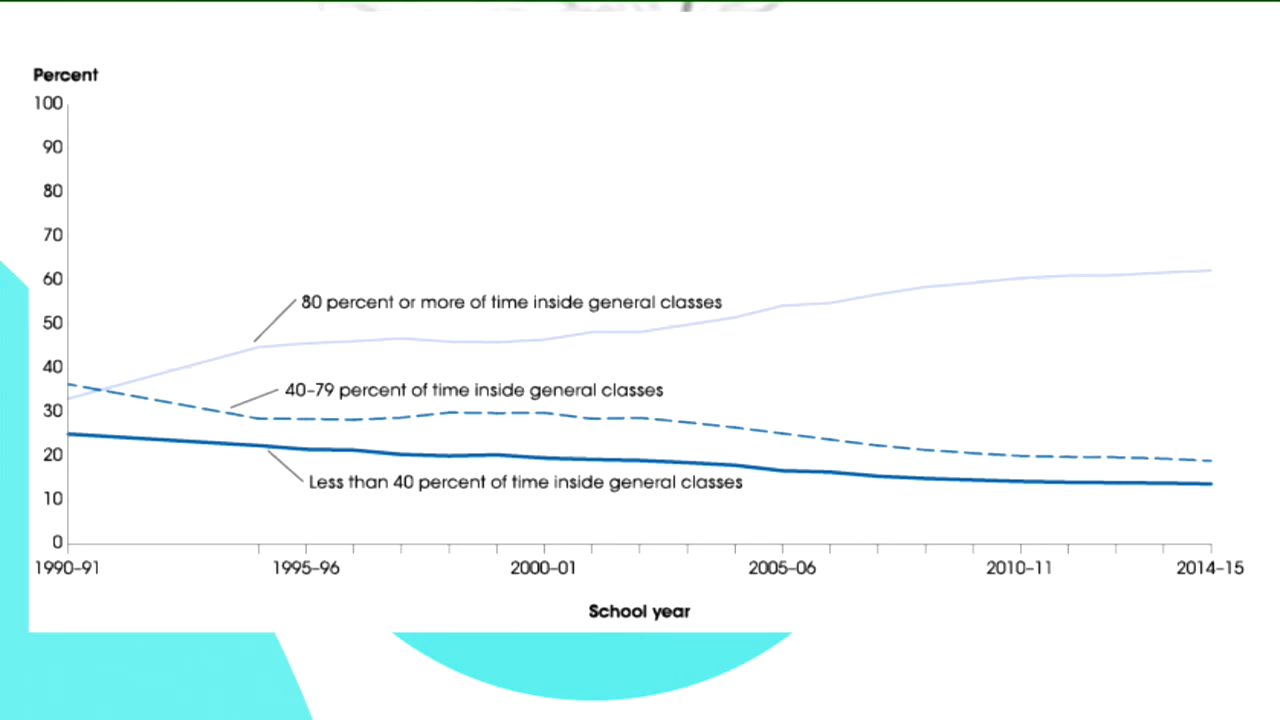 Percent
100
90
80
70
60
50
40
30
20
10
0
80 percent or more of time inside general classes
40–79 percent of time inside general classes
Less than 40 percent of time inside general classes
1990–91 1995–96 2000–01 2005–06 2010–11 2014–15
School year